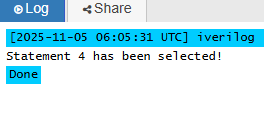 Log Share
[2025-11-05 06:05:31 UTC] iverilog
Statement 4 has been selected!
Done